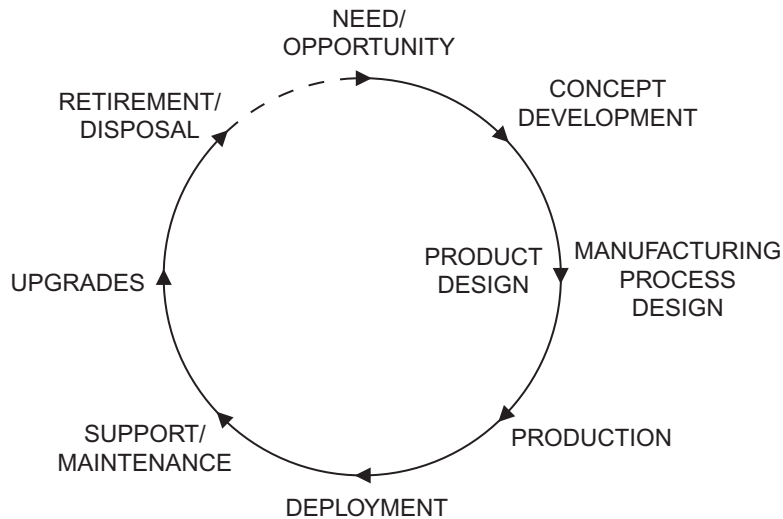 NEED/
OPPORTUNITY
CONCEPT
DEVELOPMENT
PRODUCT
DESIGN
MANUFACTURING
PROCESS
DESIGN
PRODUCTION
DEPLOYMENT
SUPPORT/
MAINTENANCE
UPGRADES
RETIREMENT/
DISPOSAL